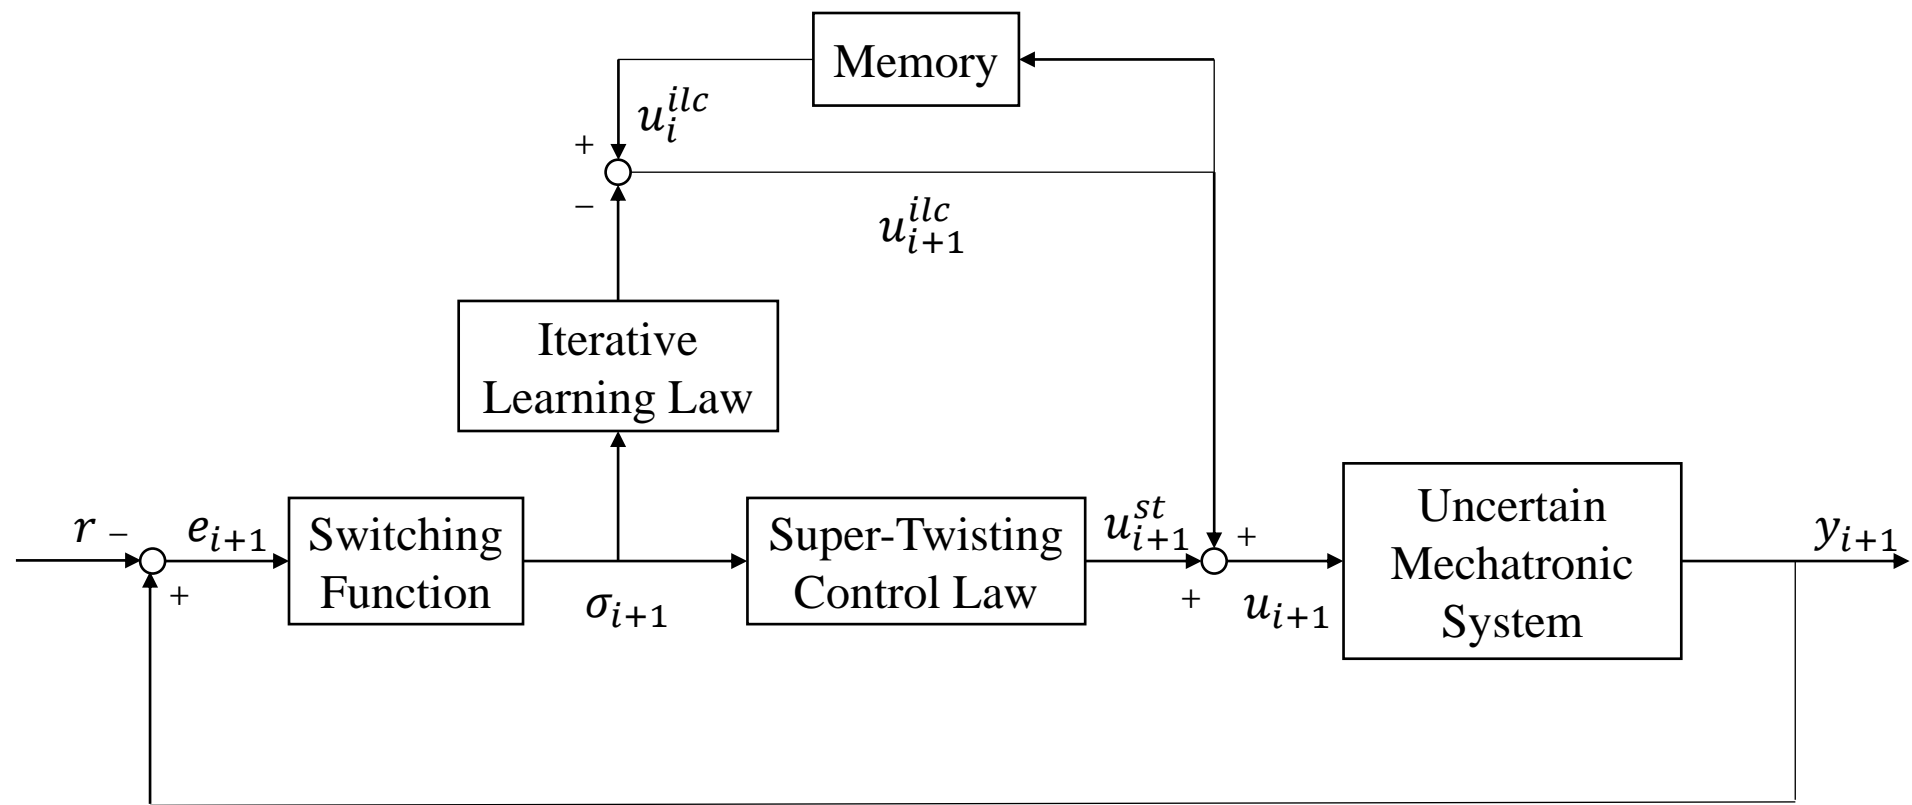 Memory
u_i^{ilc}
+
−
u_{i+1}^{ilc}
Iterative
Learning Law
r −
e_{i+1}
+
Switching
Function
σ_{i+1}
Super-Twisting
Control Law
u_{i+1}^{st}
+
+
u_{i+1}
Uncertain
Mechatronic
System
y_{i+1}